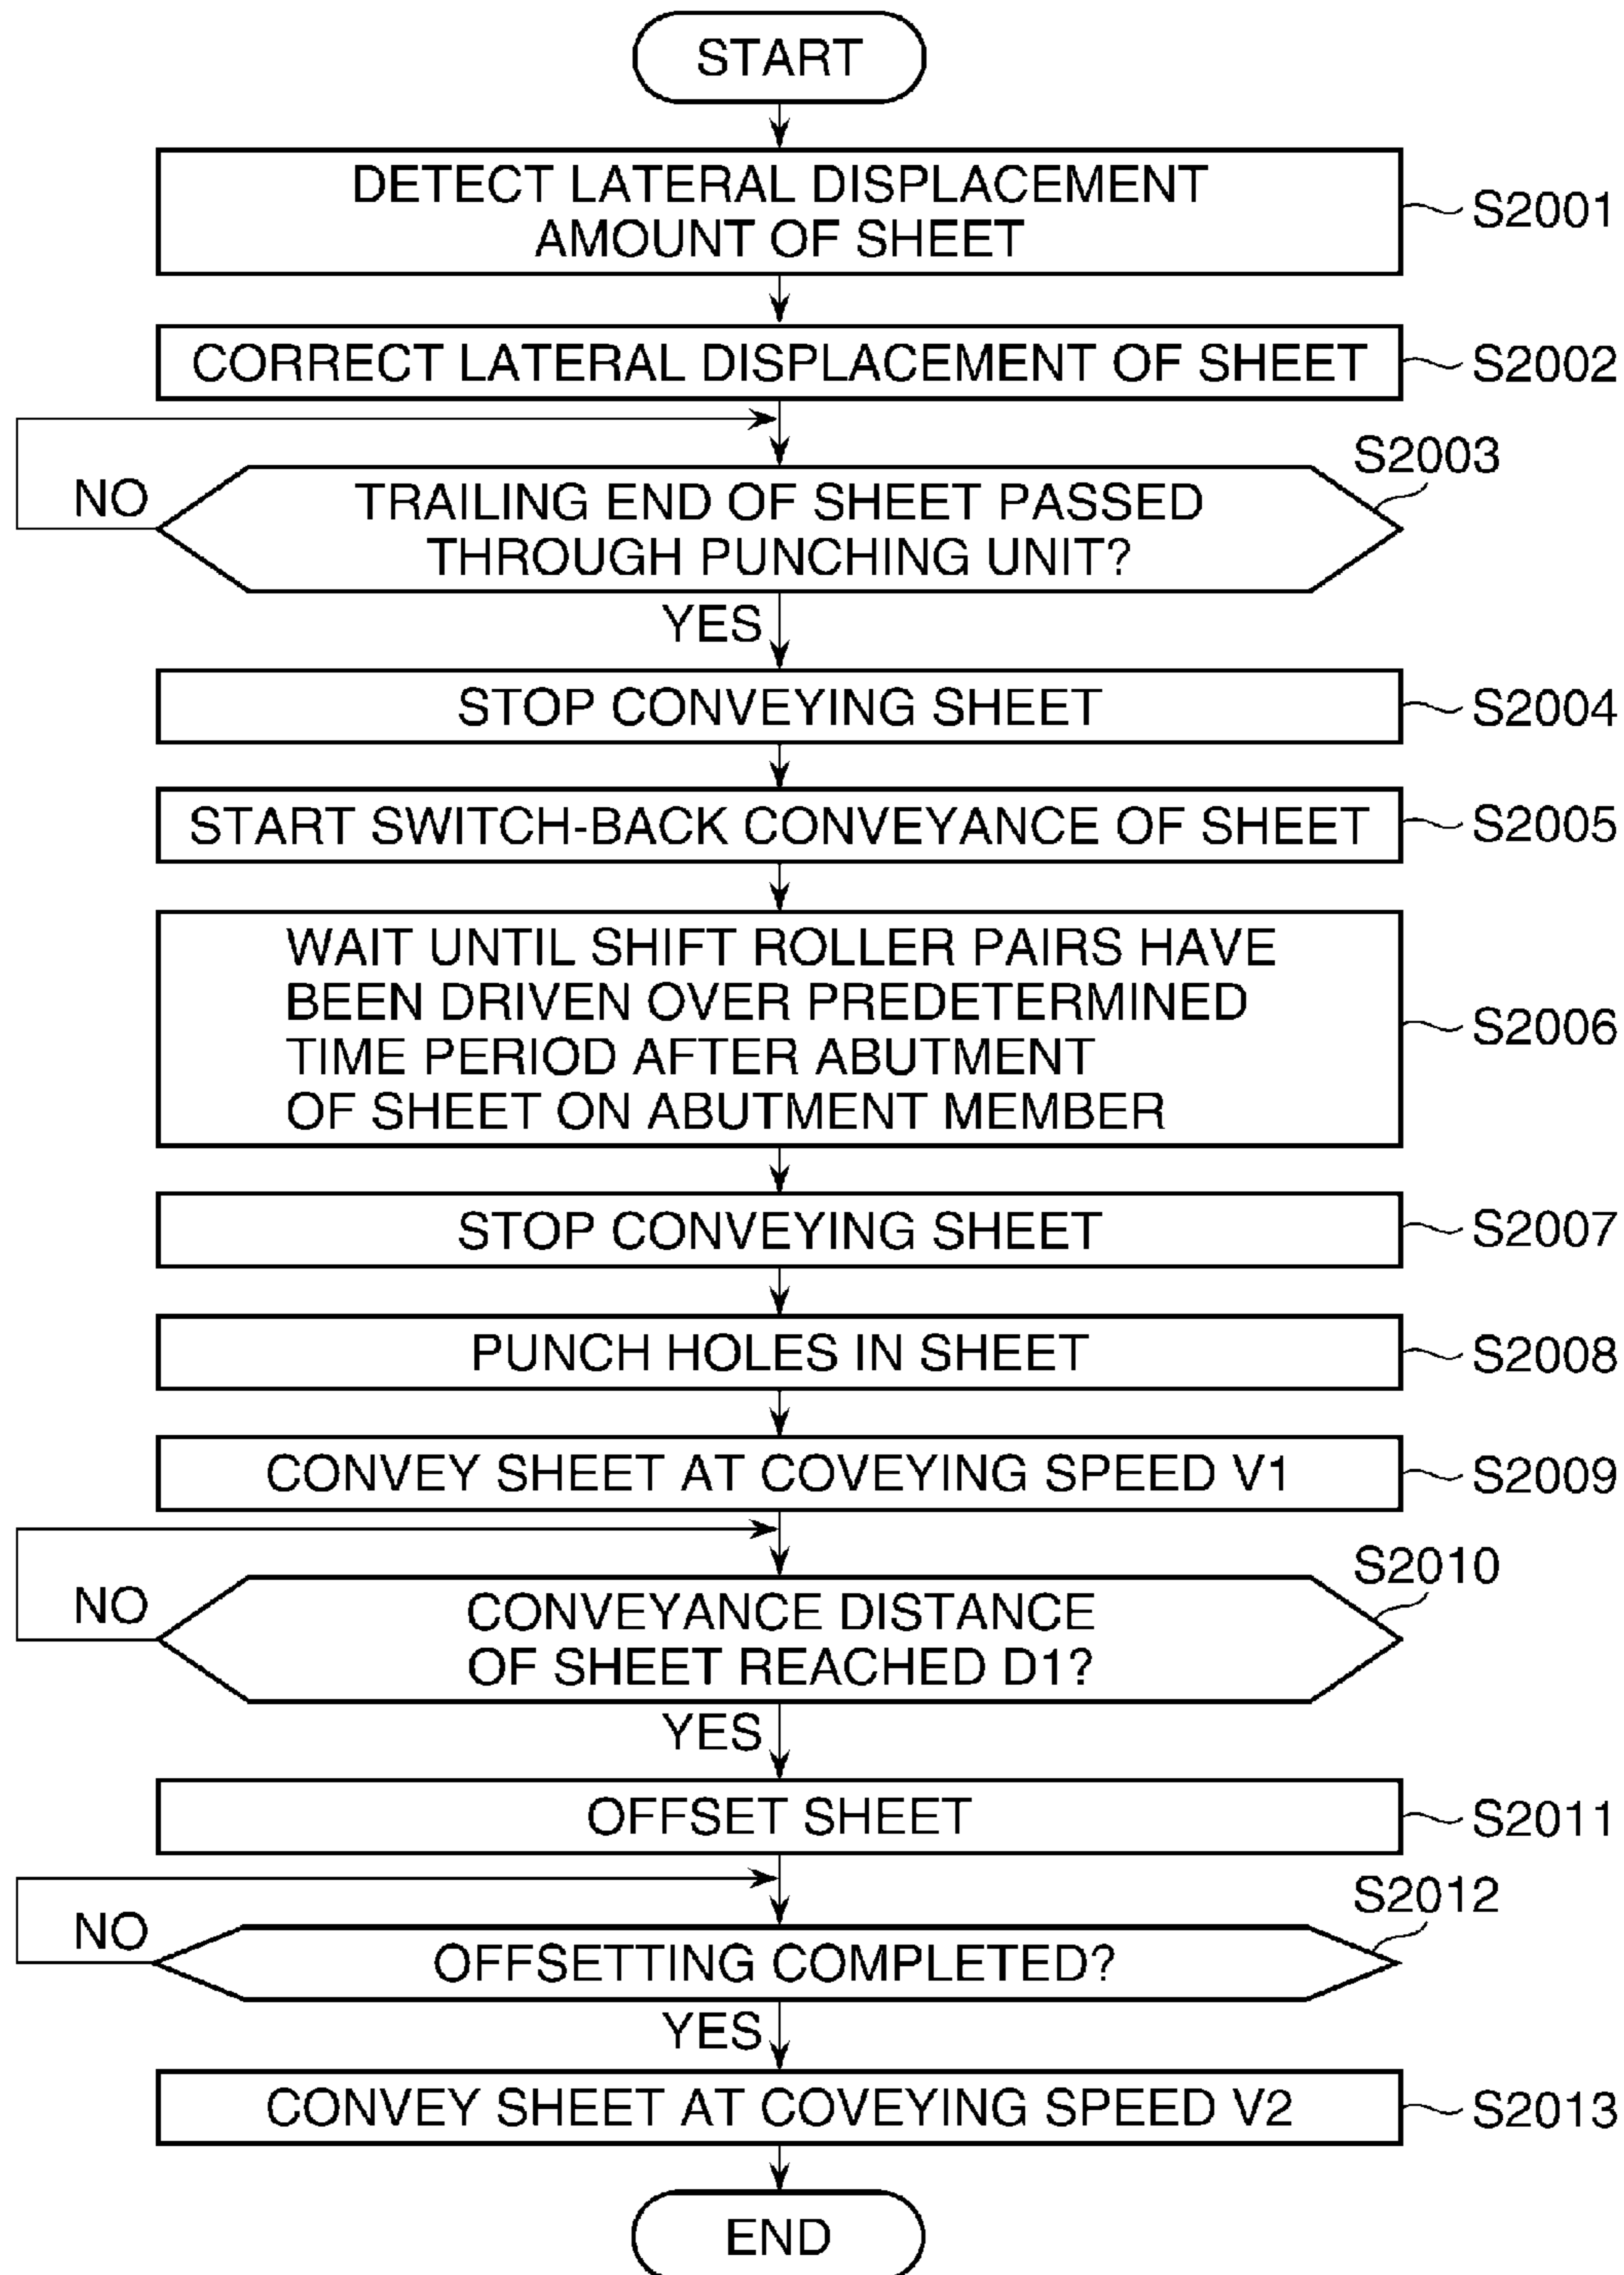 START
DETECT LATERAL DISPLACEMENT
AMOUNT OF SHEET
S2001
CORRECT LATERAL DISPLACEMENT OF SHEET
S2002
S2003
NO
TRAILING END OF SHEET PASSED
THROUGH PUNCHING UNIT?
YES
STOP CONVEYING SHEET
S2004
START SWITCH-BACK CONVEYANCE OF SHEET
S2005
WAIT UNTIL SHIFT ROLLER PAIRS HAVE
BEEN DRIVEN OVER PREDETERMINED
TIME PERIOD AFTER ABUTMENT
OF SHEET ON ABUTMENT MEMBER
S2006
STOP CONVEYING SHEET
S2007
PUNCH HOLES IN SHEET
S2008
CONVEY SHEET AT COVEYING SPEED V1
S2009
S2010
NO
CONVEYANCE DISTANCE
OF SHEET REACHED D1?
YES
OFFSET SHEET
S2011
S2012
NO
OFFSETTING COMPLETED?
YES
CONVEY SHEET AT COVEYING SPEED V2
S2013
END